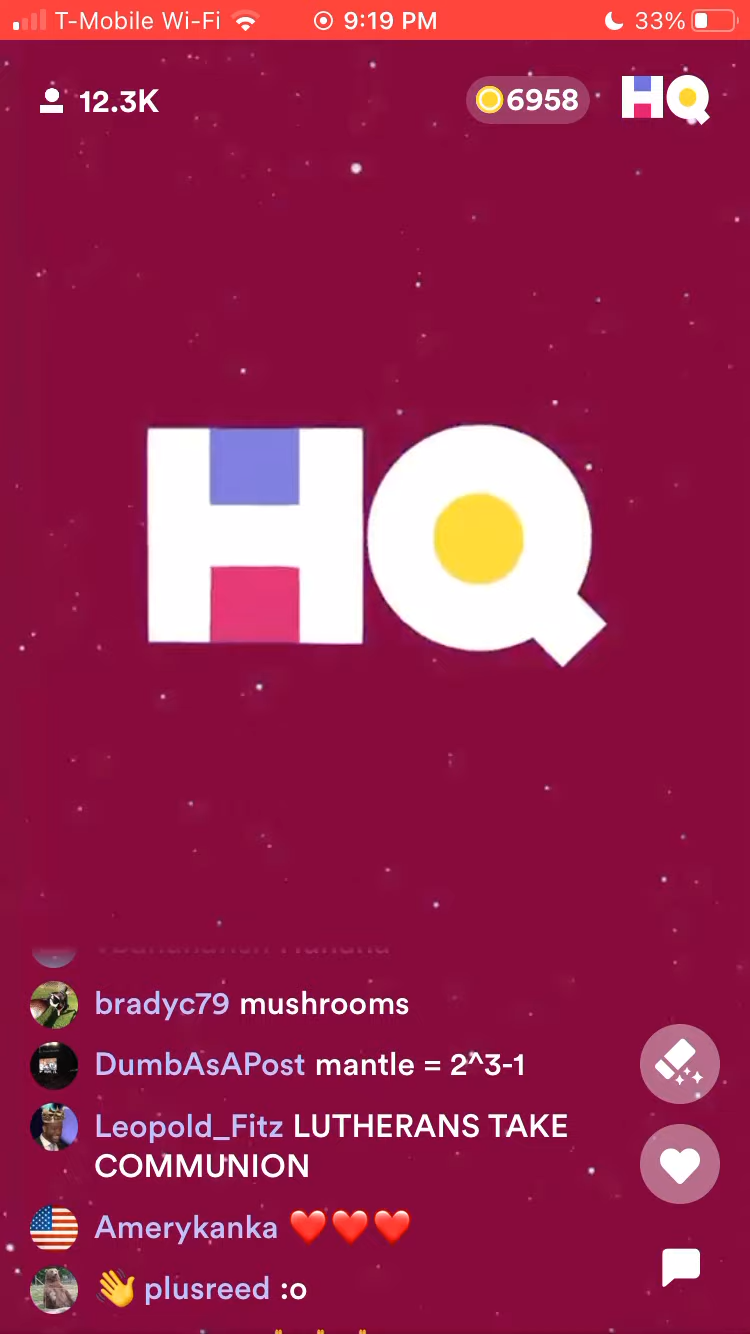 T-Mobile Wi-Fi 9:19 PM 33%
12.3K 6958 HQ
HQ
bradyc79 mushrooms
DumbAsAPost mantle = 2^3-1
Leopold_Fitz LUTHERANS TAKE
COMMUNION
Amerykanka ❤️❤️❤️
👋 plusreed :o